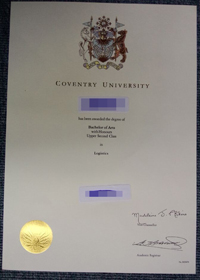 COVENTRY UNIVERSITY
has been awarded the degree of
Bachelor of Arts
with Honours
Upper Second Class
in
Logistics